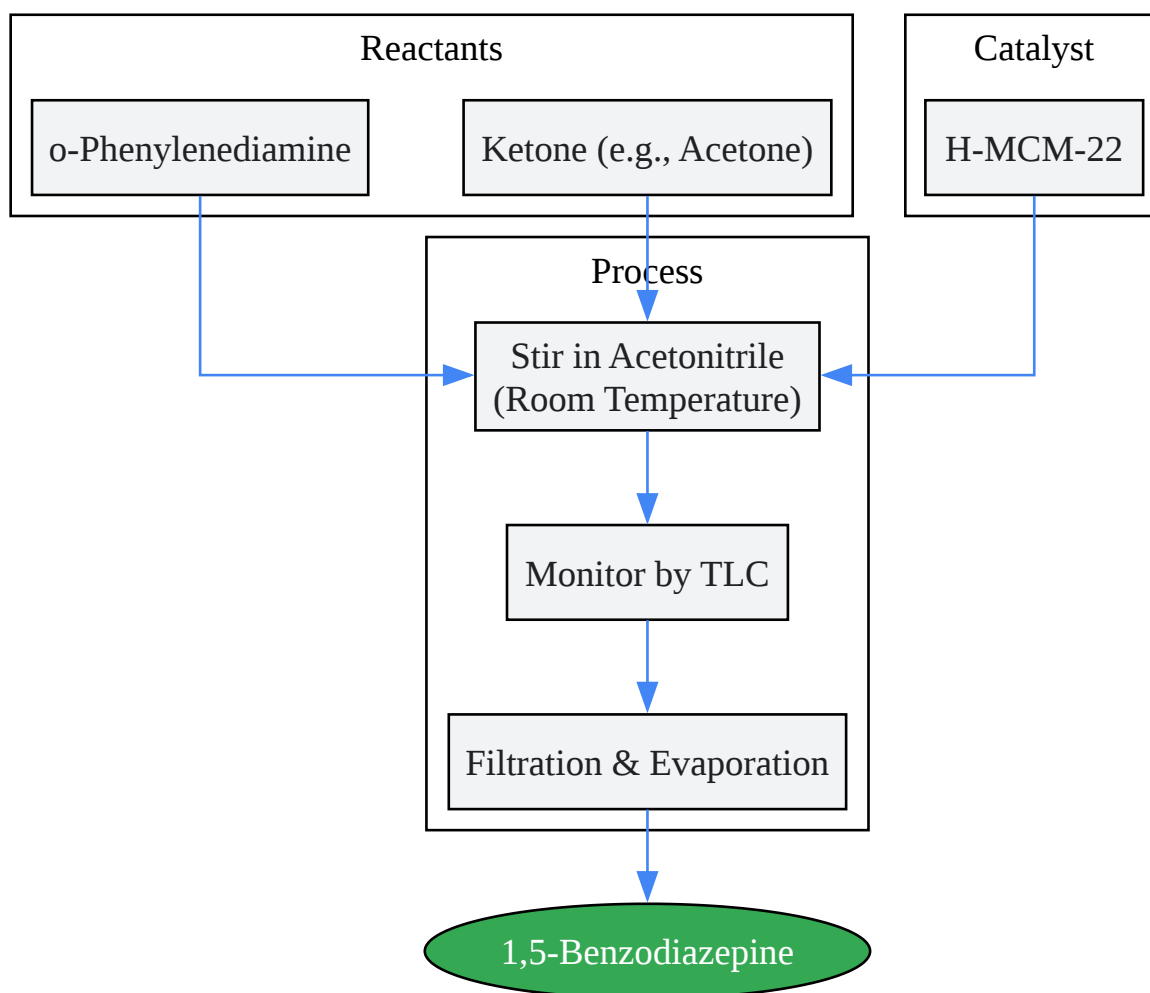 Reactants
Catalyst
o-Phenylenediamine
Ketone (e.g., Acetone)
H-MCM-22
Process
Stir in Acetonitrile
(Room Temperature)
Monitor by TLC
Filtration & Evaporation
1,5-Benzodiazepine